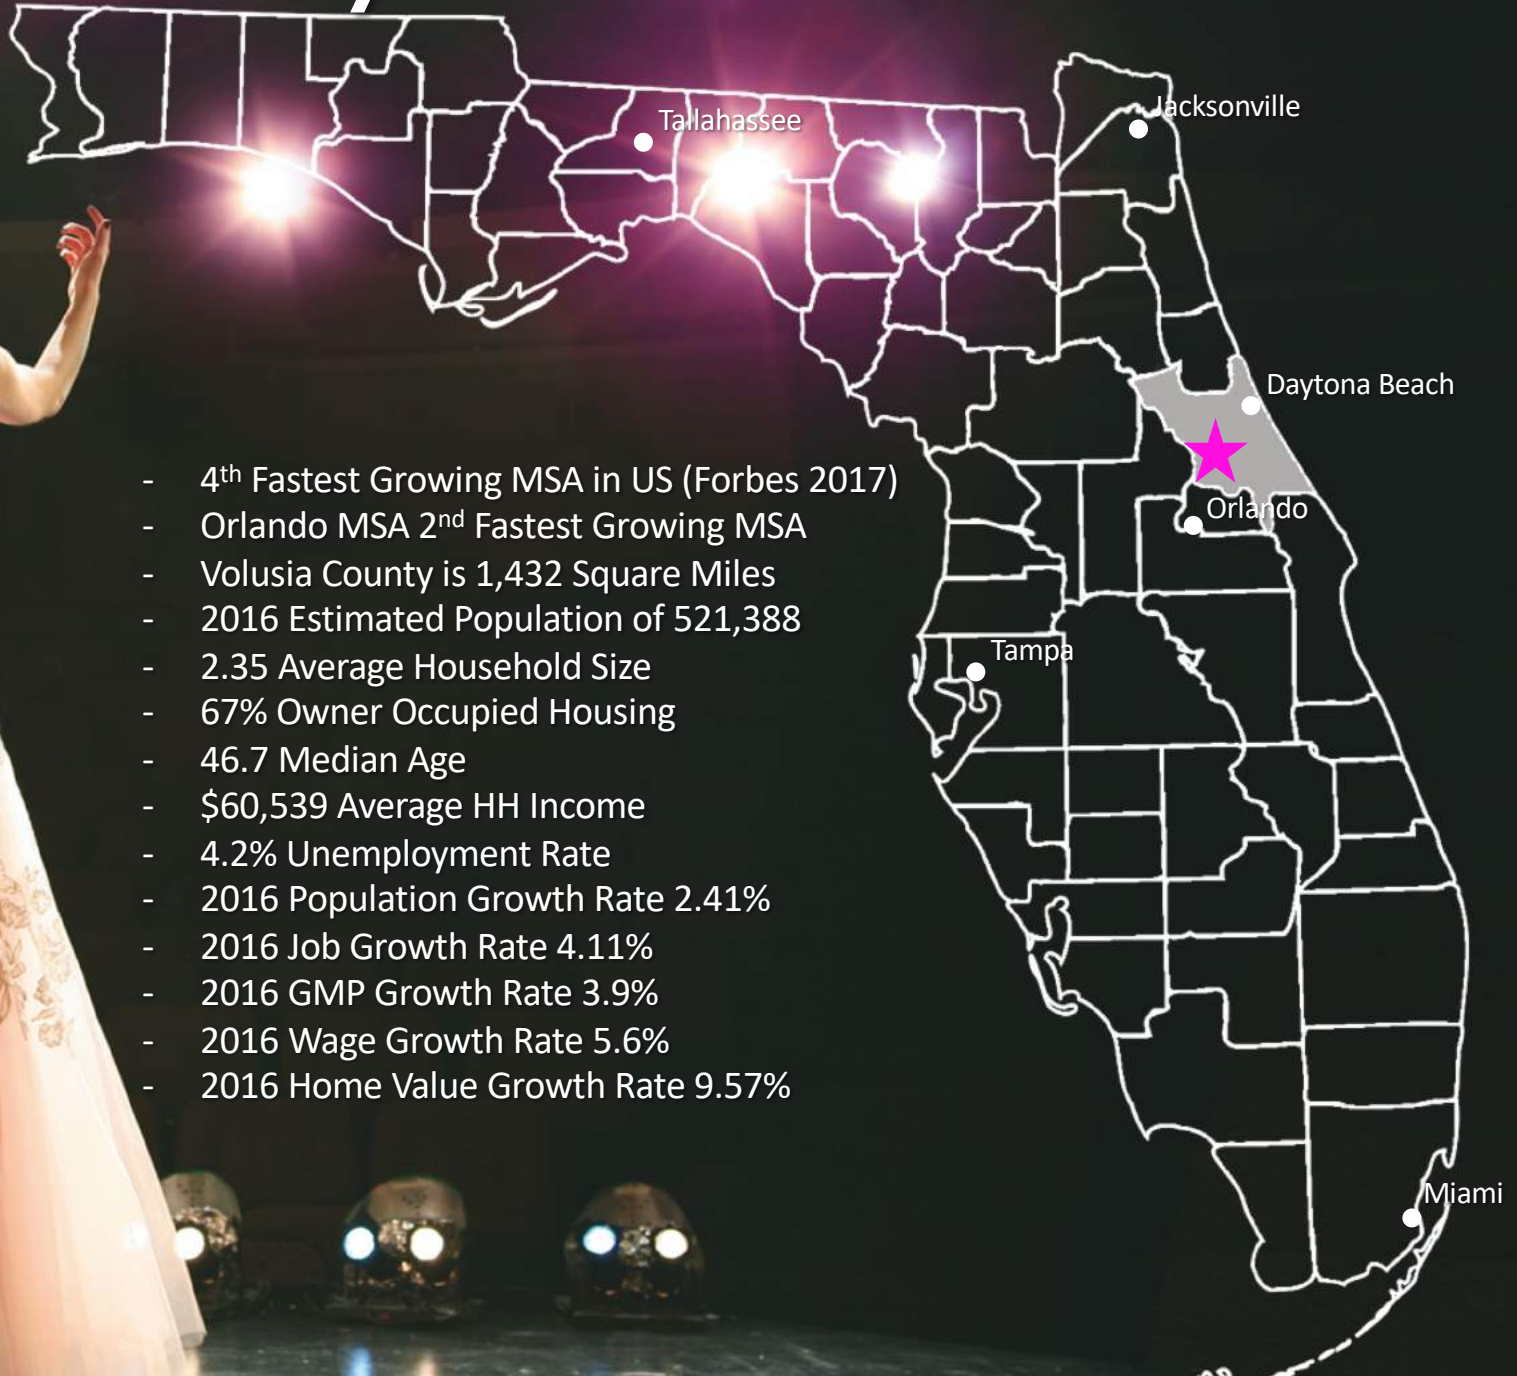 Tallahassee
Jacksonville
Daytona Beach
Orlando
Tampa
Miami
- 4th Fastest Growing MSA in US (Forbes 2017)
- Orlando MSA 2nd Fastest Growing MSA
- Volusia County is 1,432 Square Miles
- 2016 Estimated Population of 521,388
- 2.35 Average Household Size
- 67% Owner Occupied Housing
- 46.7 Median Age
- $60,539 Average HH Income
- 4.2% Unemployment Rate
- 2016 Population Growth Rate 2.41%
- 2016 Job Growth Rate 4.11%
- 2016 GMP Growth Rate 3.9%
- 2016 Wage Growth Rate 5.6%
- 2016 Home Value Growth Rate 9.57%